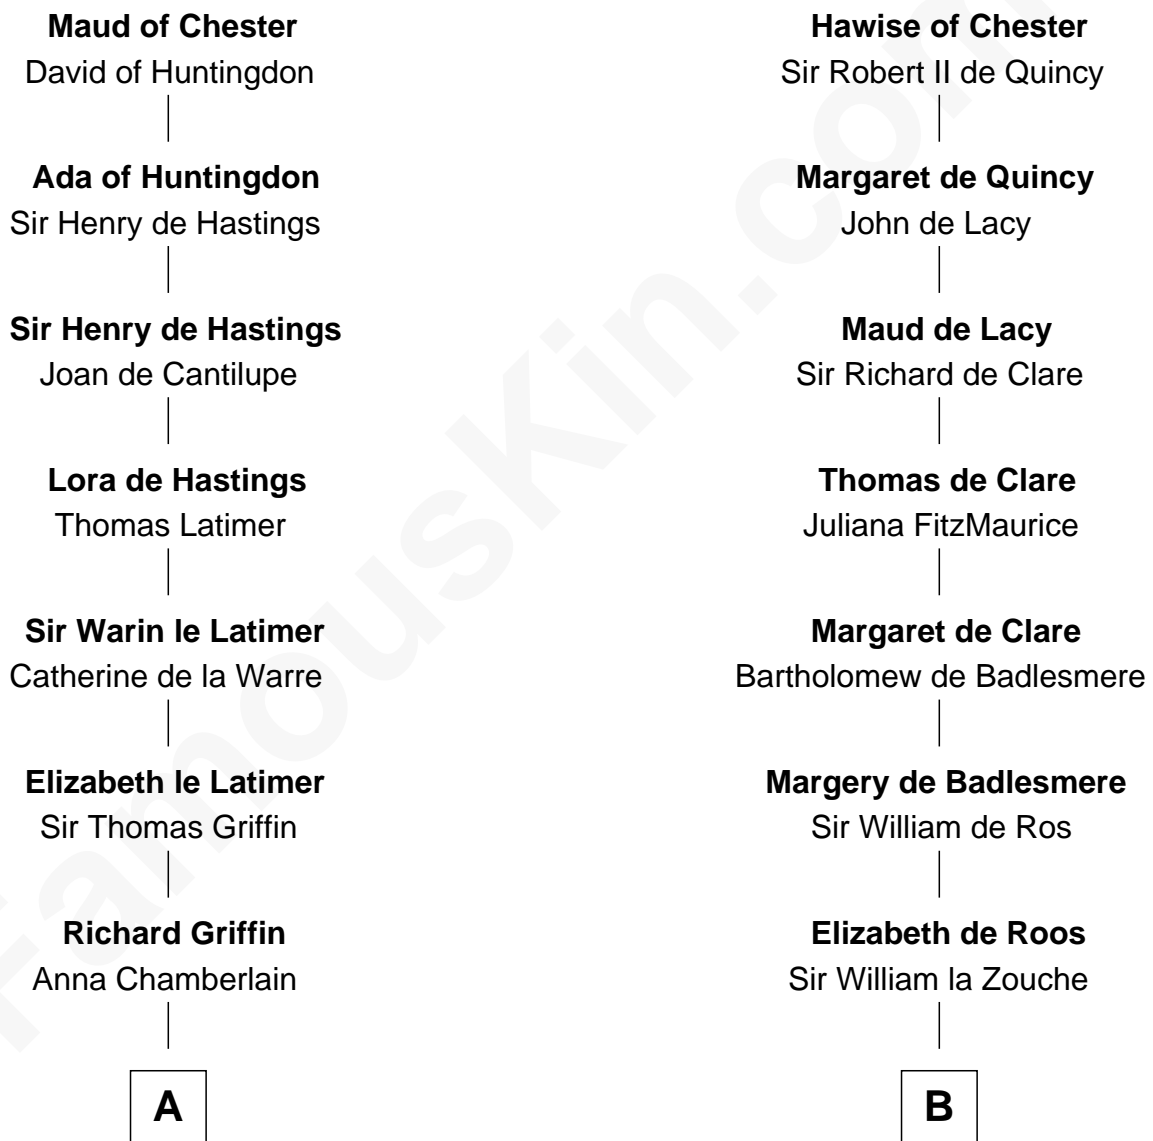 Maud of Chester
David of Huntingdon
Ada of Huntingdon
Sir Henry de Hastings
Sir Henry de Hastings
Joan de Cantilupe
Lora de Hastings
Thomas Latimer
Sir Warin le Latimer
Catherine de la Warre
Elizabeth le Latimer
Sir Thomas Griffin
Richard Griffin
Anna Chamberlain
A
Hawise of Chester
Sir Robert II de Quincy
Margaret de Quincy
John de Lacy
Maud de Lacy
Sir Richard de Clare
Thomas de Clare
Juliana FitzMaurice
Margaret de Clare
Bartholomew de Badlesmere
Margery de Badlesmere
Sir William de Ros
Elizabeth de Roos
Sir William la Zouche
B
FamousKin.com